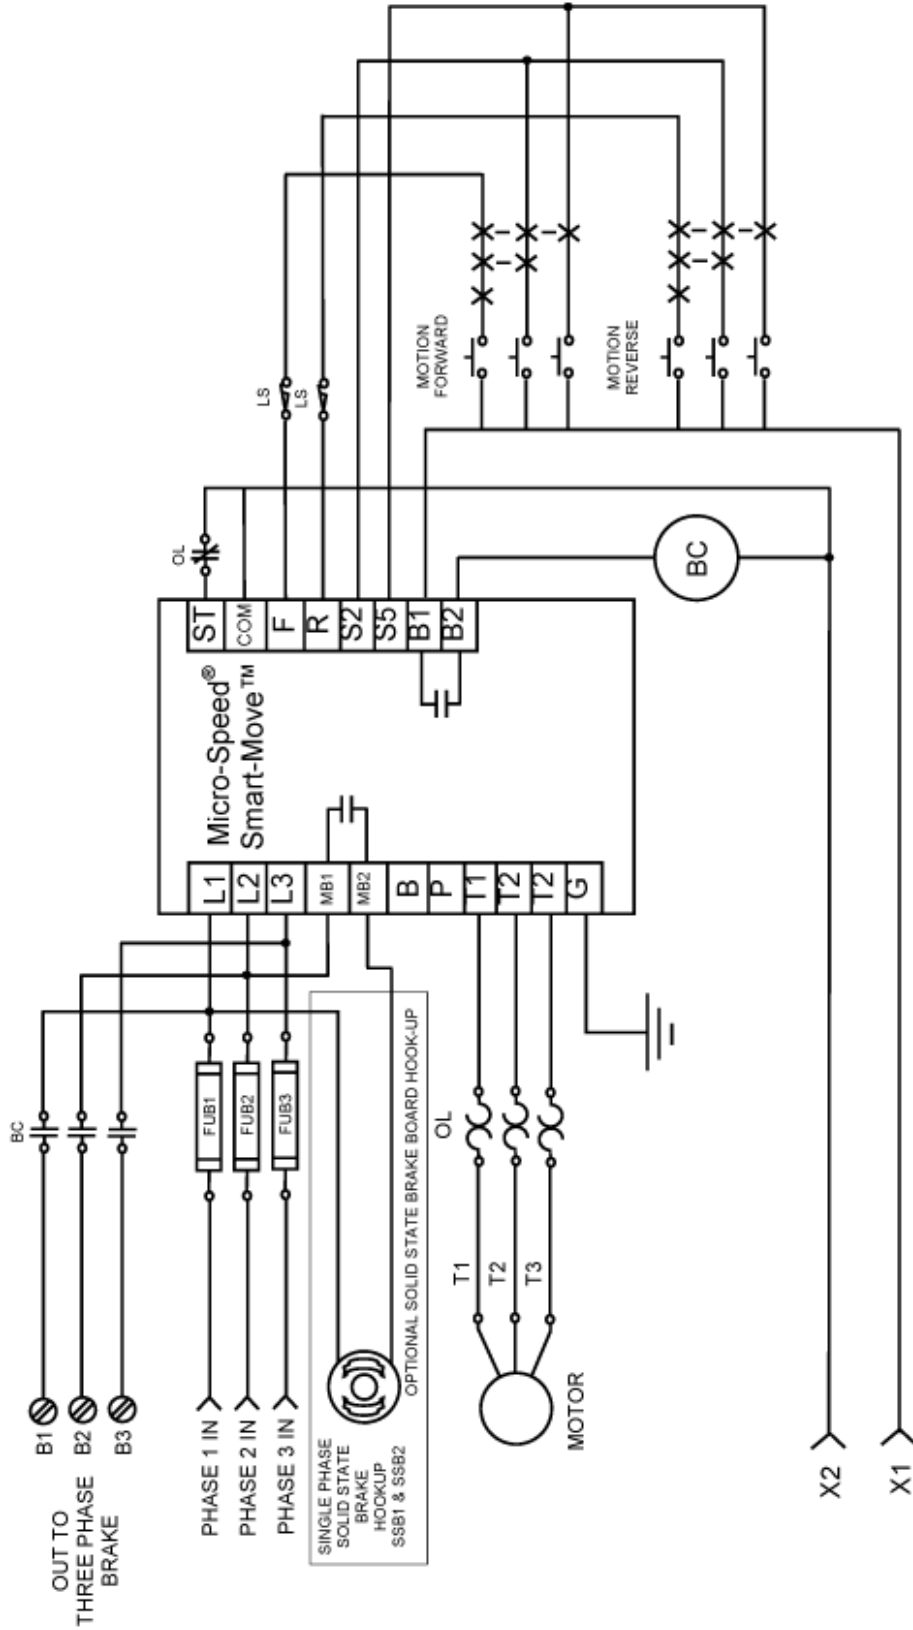 BC
B1
B2
B3
OUT TO
THREE PHASE
BRAKE
FUB1
FUB2
FUB3
PHASE 1 IN
PHASE 2 IN
PHASE 3 IN
SINGLE PHASE
SOLID STATE
BRAKE
HOOKUP
SSB1 & SSB2
OPTIONAL SOLID STATE BRAKE BOARD HOOK-UP
OL
T1
T2
T3
MOTOR
L1
L2
L3
MB1
MB2
B
P
T1
T2
T2
G
Micro-Speed®
Smart-Move™
ST
COM
F
R
S2
S5
B1
B2
OL
LS
LS
MOTION
FORWARD
MOTION
REVERSE
BC
X2
X1